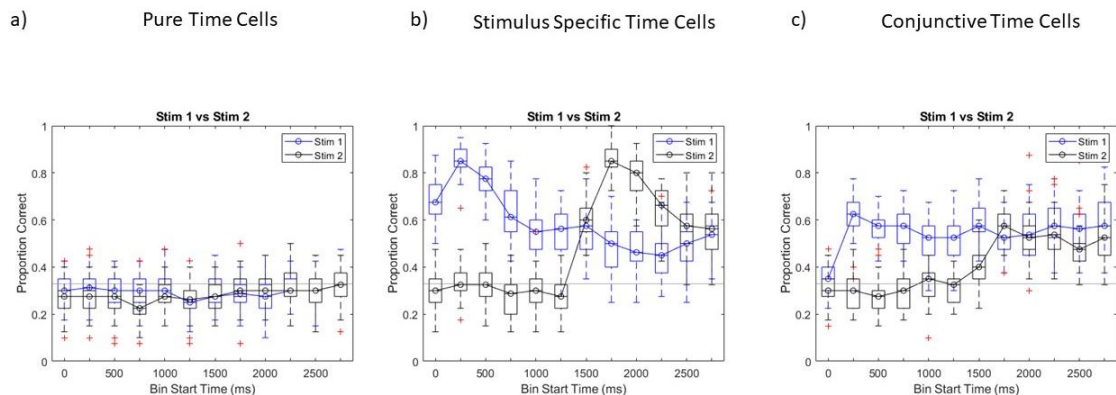 a) Pure Time Cells
b) Stimulus Specific Time Cells
c) Conjunctive Time Cells
Stim 1 vs Stim 2
Stim 1
Stim 2
Proportion Correct
1
0.8
0.6
0.4
0.2
0
0 500 1000 1500 2000 2500
Bin Start Time (ms)
Stim 1 vs Stim 2
Stim 1
Stim 2
Proportion Correct
1
0.8
0.6
0.4
0.2
0
0 500 1000 1500 2000 2500
Bin Start Time (ms)
Stim 1 vs Stim 2
Stim 1
Stim 2
Proportion Correct
1
0.8
0.6
0.4
0.2
0
0 500 1000 1500 2000 2500
Bin Start Time (ms)